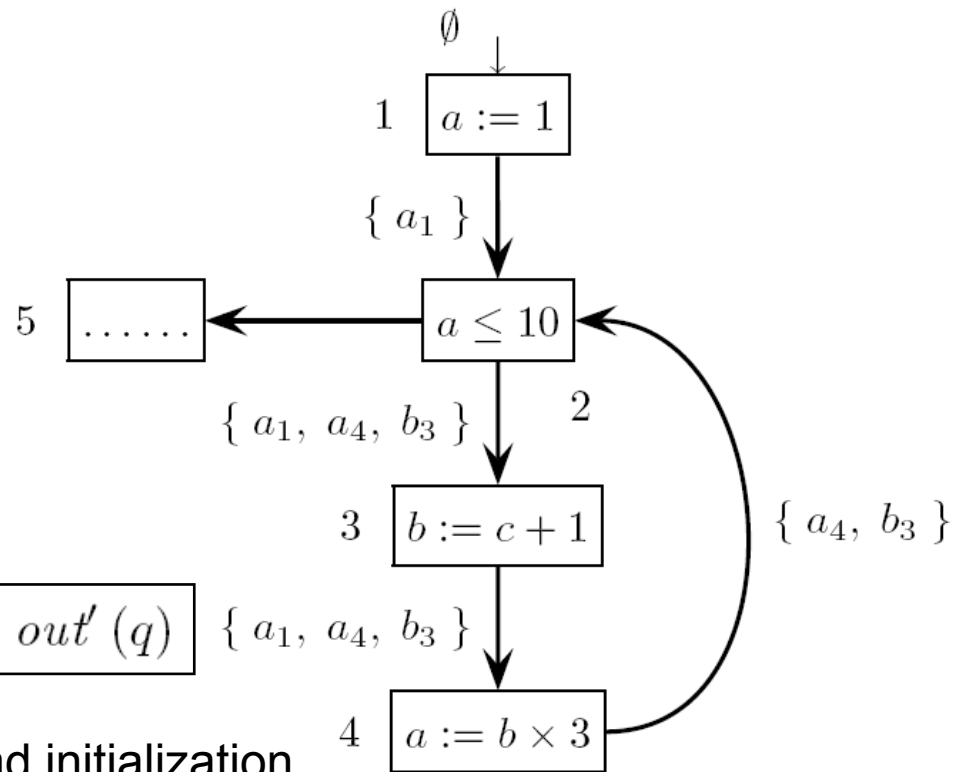 ∅
1 a := 1
{ a₁ }
5 ...... a ≤ 10
2
{ a₁, a₄, b₃ }
3 b := c + 1 { a₄, b₃ }
out′ (q) { a₁, a₄, b₃ }
4 a := b × 3
initialization